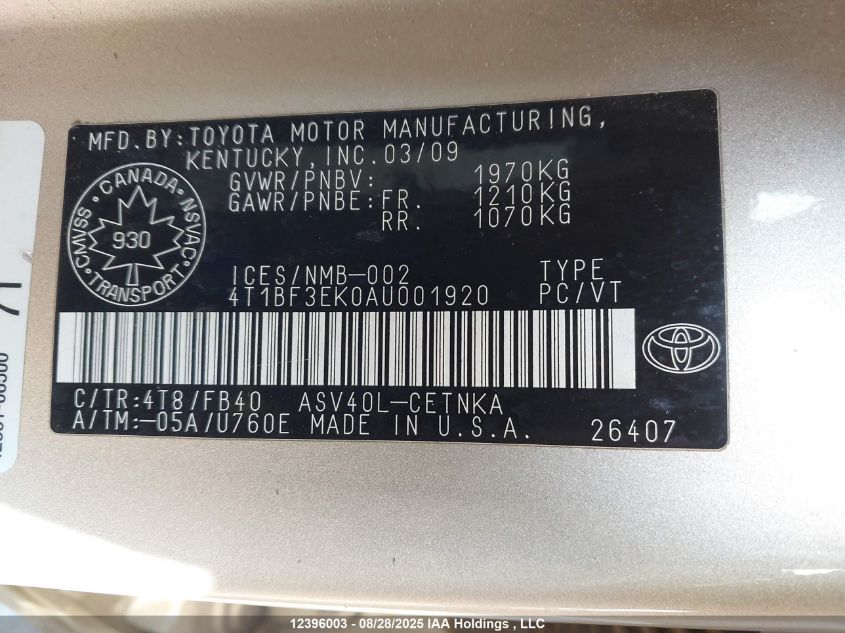 MFD.BY:TOYOTA MOTOR MANUFACTURING,
KENTUCKY,INC.03/09
GVWR/PNBV: 1970KG
GAWR/PNBE:FR. 1210KG
RR. 1070KG
CANADA
CMVSS NSVAC
930
TRANSPORT
ICES/NMB-002 TYPE
4T1BF3EK0AU001920 PC/VT
C/TR:4T8/FB40 ASV40L-CETNKA
A/TM:-05A/U760E MADE IN U.S.A. 26407
12396003 - 08/28/2025 IAA Holdings , LLC